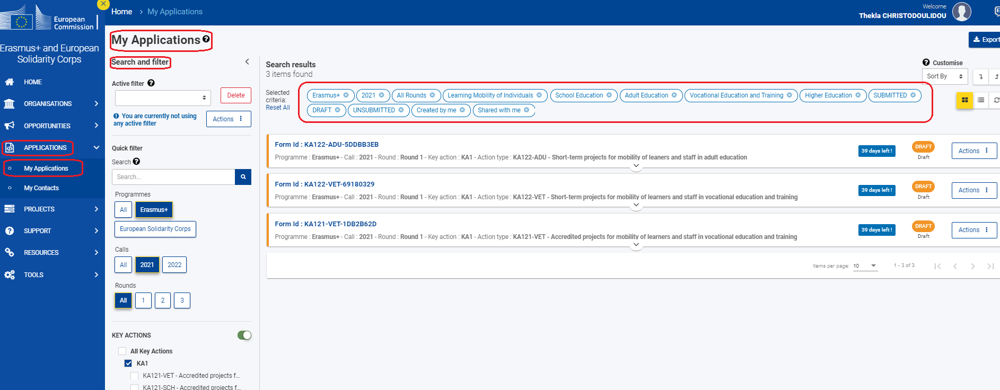 European
Commission
Erasmus+ and European
Solidarity Corps
HOME
ORGANISATIONS
OPPORTUNITIES
APPLICATIONS
My Applications
My Contacts
PROJECTS
SUPPORT
RESOURCES
TOOLS
Home > My Applications
Welcome
Thekla CHRISTODOULIDOU
My Applications
Export
Search and filter
Active filter
Delete
You are currently not using
any active filter
Actions
Quick filter
Search
Search...
Programmes
All Erasmus+
European Solidarity Corps
Calls
All 2021 2022
Rounds
All 1 2 3
KEY ACTIONS
All Key Actions
KA1
KA121-VET - Accredited projects f...
KA121-SCH - Accredited projects f...
Search results
3 items found
Customise
Sort By
Selected
criteria:
Reset All
Erasmus+ 2021 All Rounds Learning Mobility of Individuals School Education Adult Education Vocational Education and Training Higher Education SUBMITTED
DRAFT UNSUBMITTED Created by me Shared with me
Form Id : KA122-ADU-5DDBB3EB
Programme : Erasmus+ - Call : 2021 - Round : Round 1 - Key action : KA1 - Action type : KA122-ADU - Short-term projects for mobility of leaners and staff in adult education
39 days left !
DRAFT
Draft
Actions
Form Id : KA122-VET-69180329
Programme : Erasmus+ - Call : 2021 - Round : Round 1 - Key action : KA1 - Action type : KA122-VET - Short-term projects for mobility of learners and staff in vocational education and training
39 days left !
DRAFT
Draft
Actions
Form Id : KA121-VET-1DB2B62D
Programme : Erasmus+ - Call : 2021 - Round : Round 1 - Key action : KA1 - Action type : KA121-VET - Accredited projects for mobility of learners and staff in vocational education and training
39 days left !
DRAFT
Draft
Actions
Items per page: 10 1 - 3 of 3